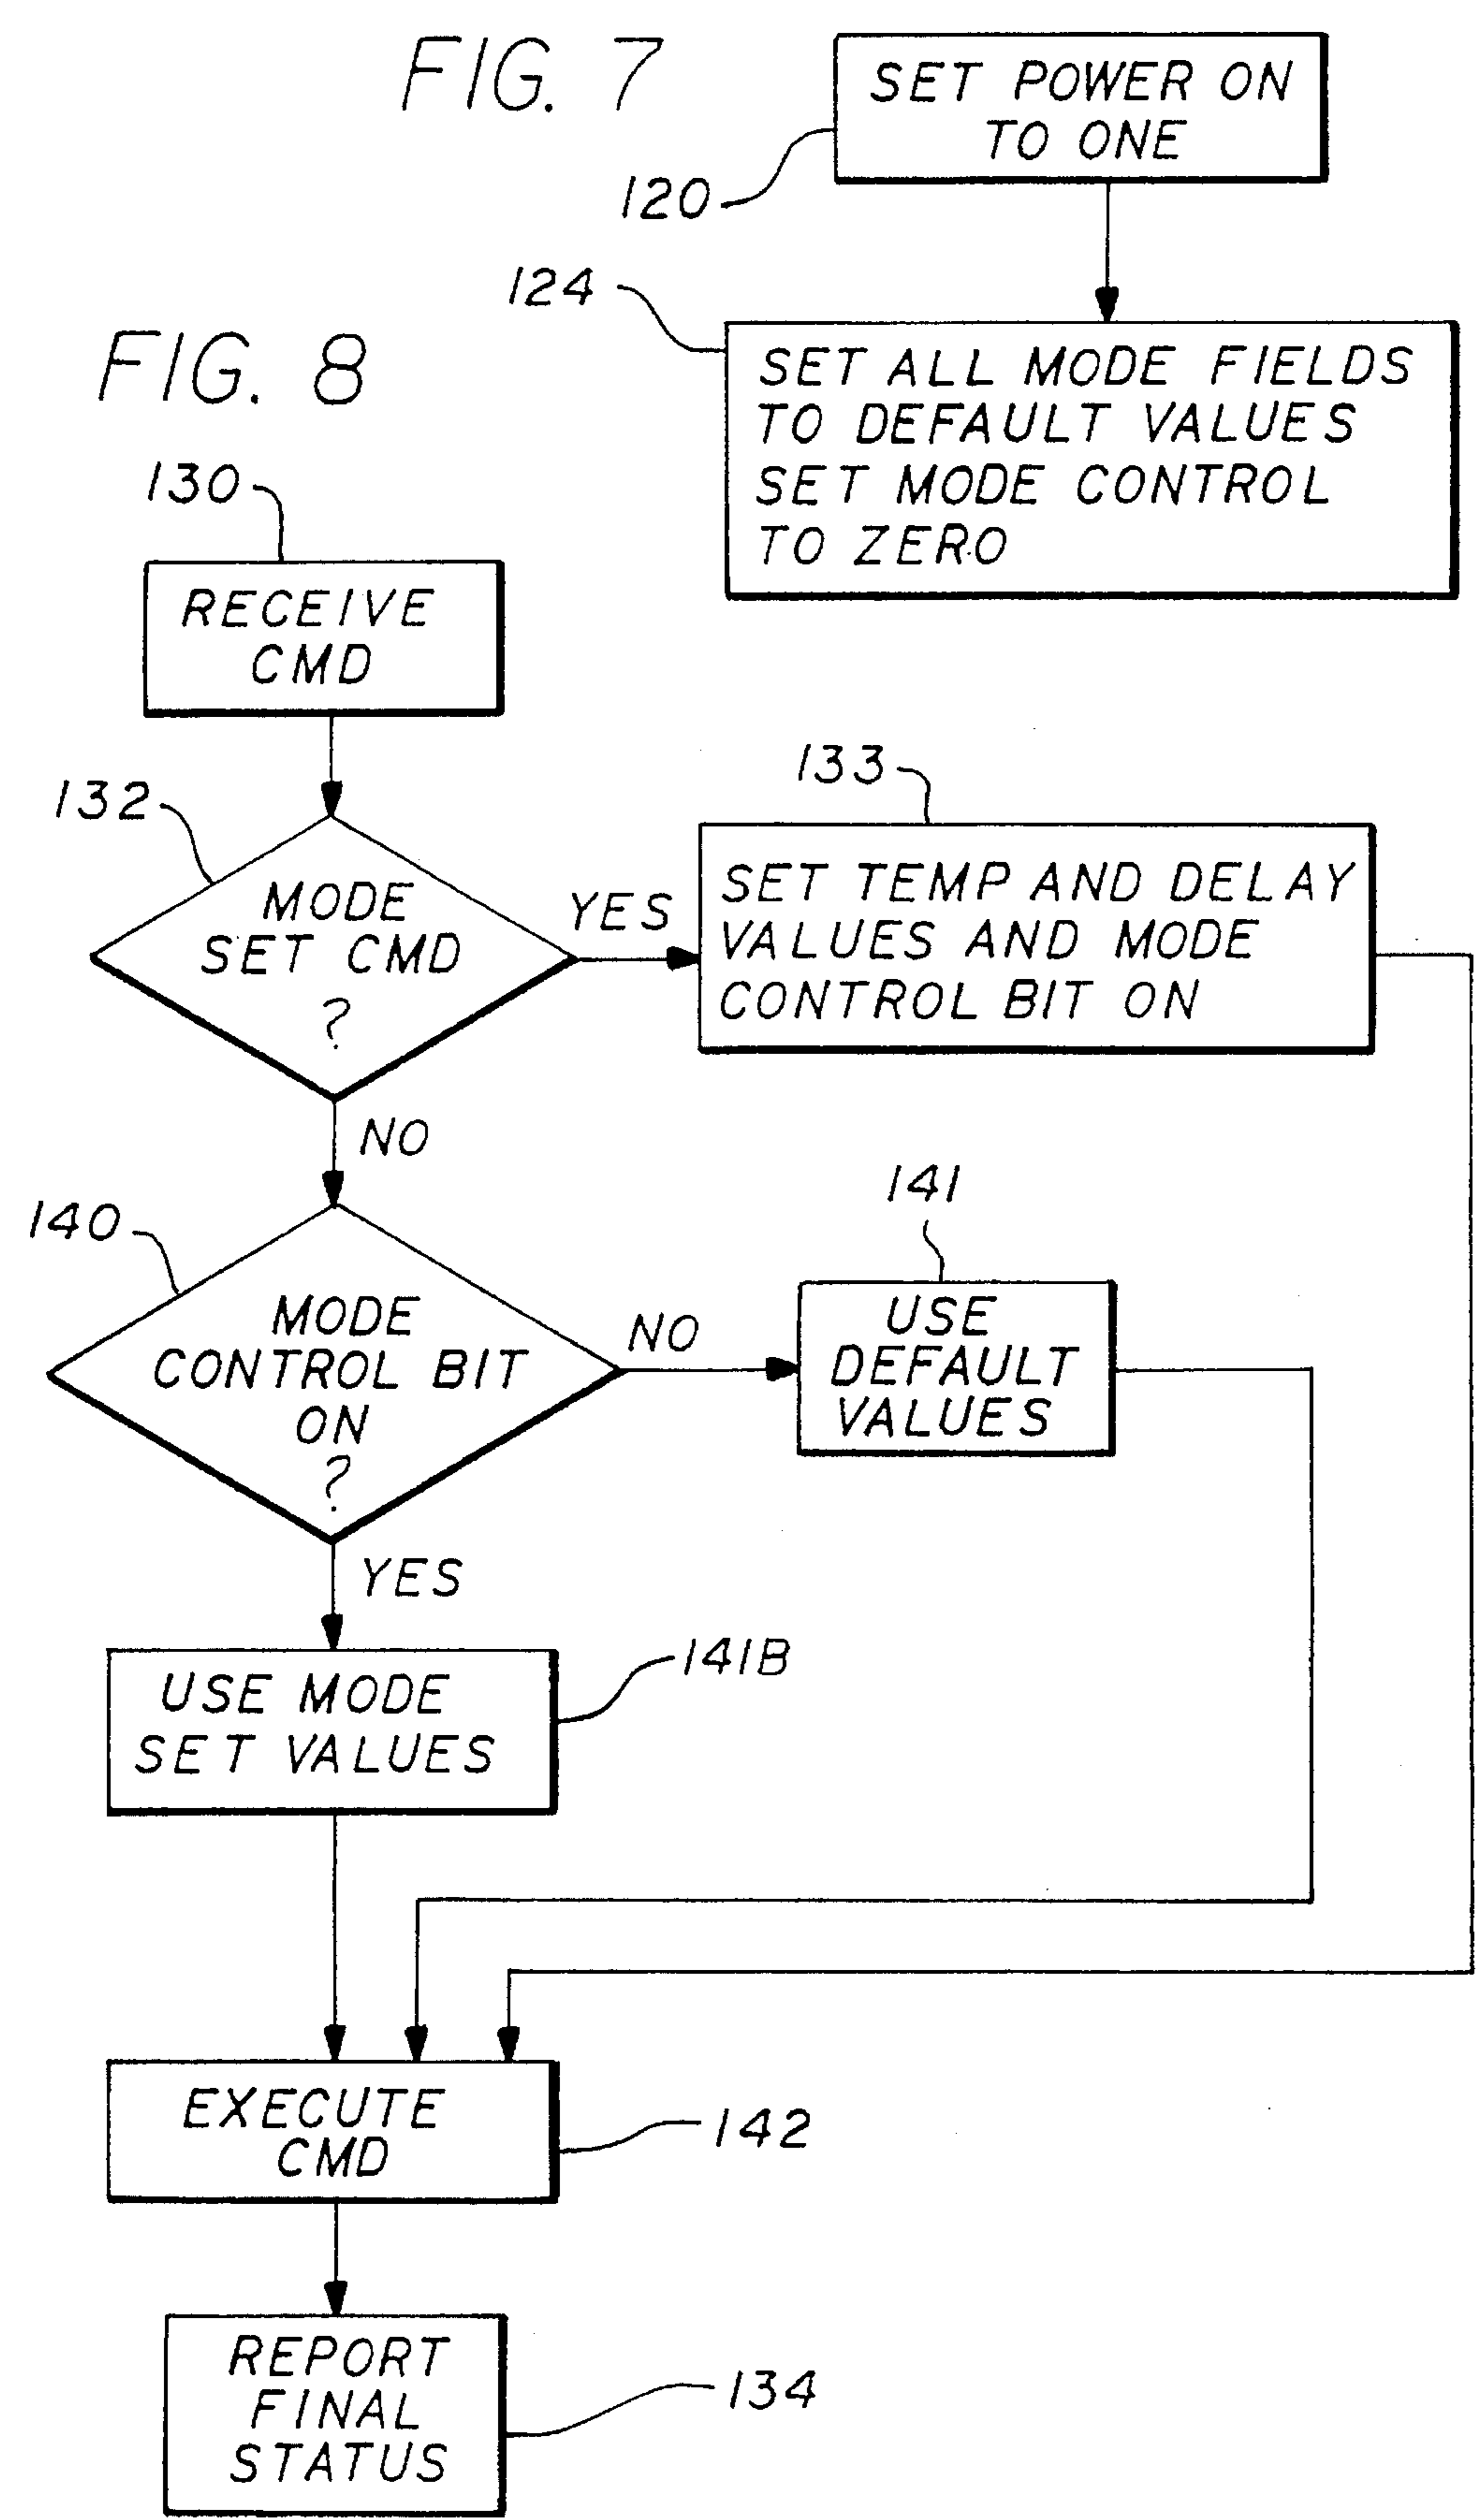 FIG. 7
SET POWER ON
TO ONE
120
124
SET ALL MODE FIELDS
TO DEFAULT VALUES
SET MODE CONTROL
TO ZERO
FIG. 8
130
RECEIVE
CMD
132
MODE
SET CMD
?
YES
133
SET TEMP AND DELAY
VALUES AND MODE
CONTROL BIT ON
NO
140
MODE
CONTROL BIT
ON
?
NO
141
USE
DEFAULT
VALUES
YES
USE MODE
SET VALUES
141B
EXECUTE
CMD
142
REPORT
FINAL
STATUS
134